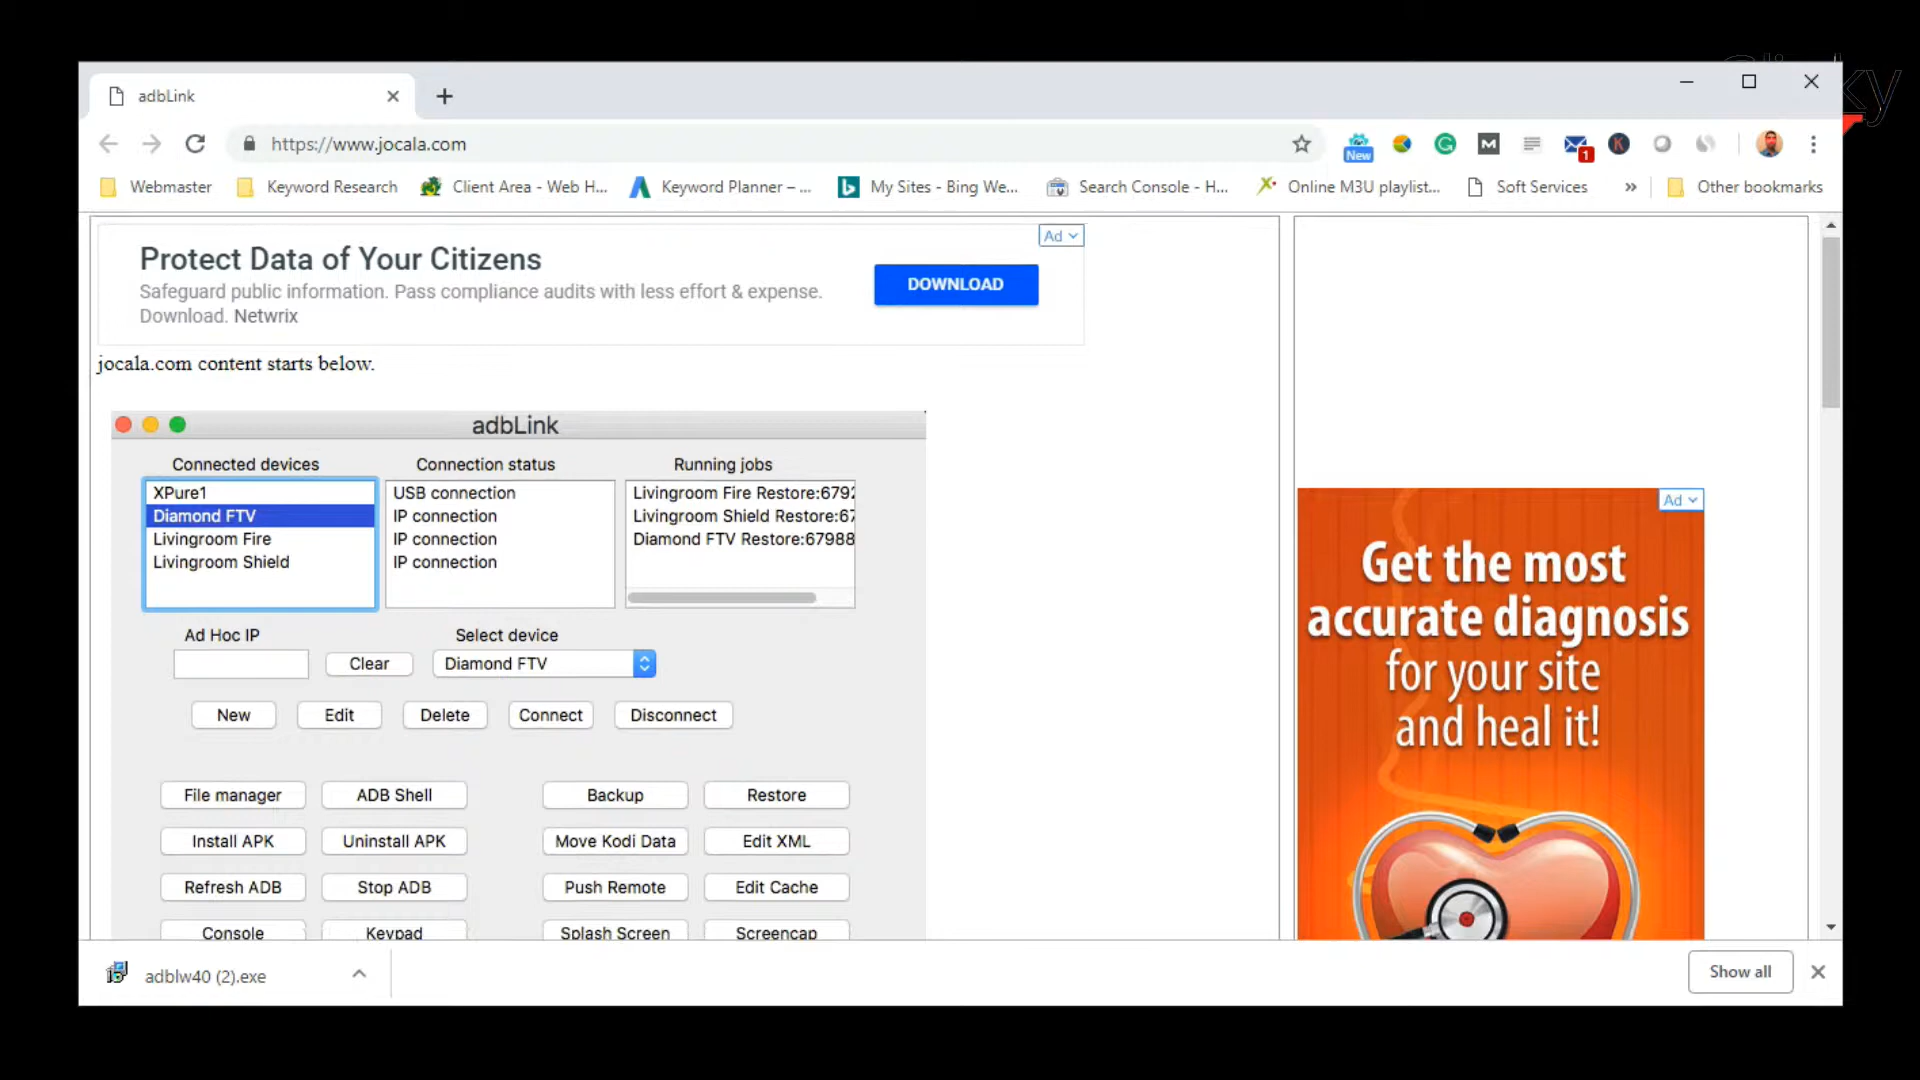 adbLink
https://www.jocala.com
New
M
1
K
Webmaster
Keyword Research
Client Area - Web H...
Keyword Planner – ...
My Sites - Bing We...
Search Console - H...
Online M3U playlist...
Soft Services
»
Other bookmarks
Ad
Protect Data of Your Citizens
Safeguard public information. Pass compliance audits with less effort & expense.
Download. Netwrix
DOWNLOAD
jocala.com content starts below.
adbLink
Connected devices
Connection status
Running jobs
XPure1
USB connection
Livingroom Fire Restore:6792
Diamond FTV
IP connection
Livingroom Shield Restore:67
Livingroom Fire
IP connection
Diamond FTV Restore:67988
Livingroom Shield
IP connection
Ad Hoc IP
Select device
Clear
Diamond FTV
New
Edit
Delete
Connect
Disconnect
File manager
ADB Shell
Backup
Restore
Install APK
Uninstall APK
Move Kodi Data
Edit XML
Refresh ADB
Stop ADB
Push Remote
Edit Cache
Console
Keypad
Splash Screen
Screencap
Ad
Get the most
accurate diagnosis
for your site
and heal it!
adblw40 (2).exe
Show all